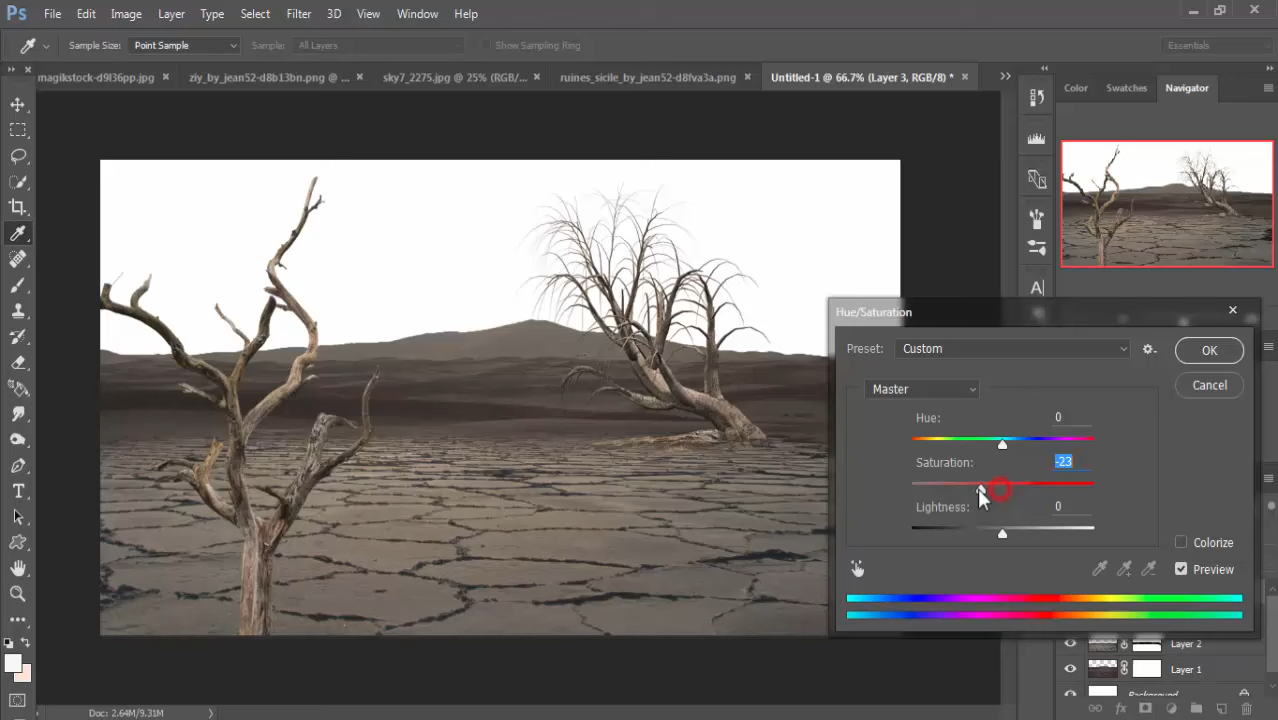 Ps File Edit Image Layer Type Select Filter 3D View Window Help
Sample Size: Point Sample Sample: All Layers Show Sampling Ring Essentials
magikstock-d9l36pp.jpg × ziy_by_jean52-d8b13bn.png @ ... × sky7_2275.jpg @ 25% (RGB/... × ruines_sicile_by_jean52-d8fva3a.png × Untitled-1 @ 66.7% (Layer 3, RGB/8) * ×
Color Swatches Navigator
Hue/Saturation
Preset: Custom OK
Master Cancel
Hue: 0
Saturation: -23
Lightness: 0
Colorize
Preview
Layer 2
Layer 1
Background
Doc: 2.64M/9.31M